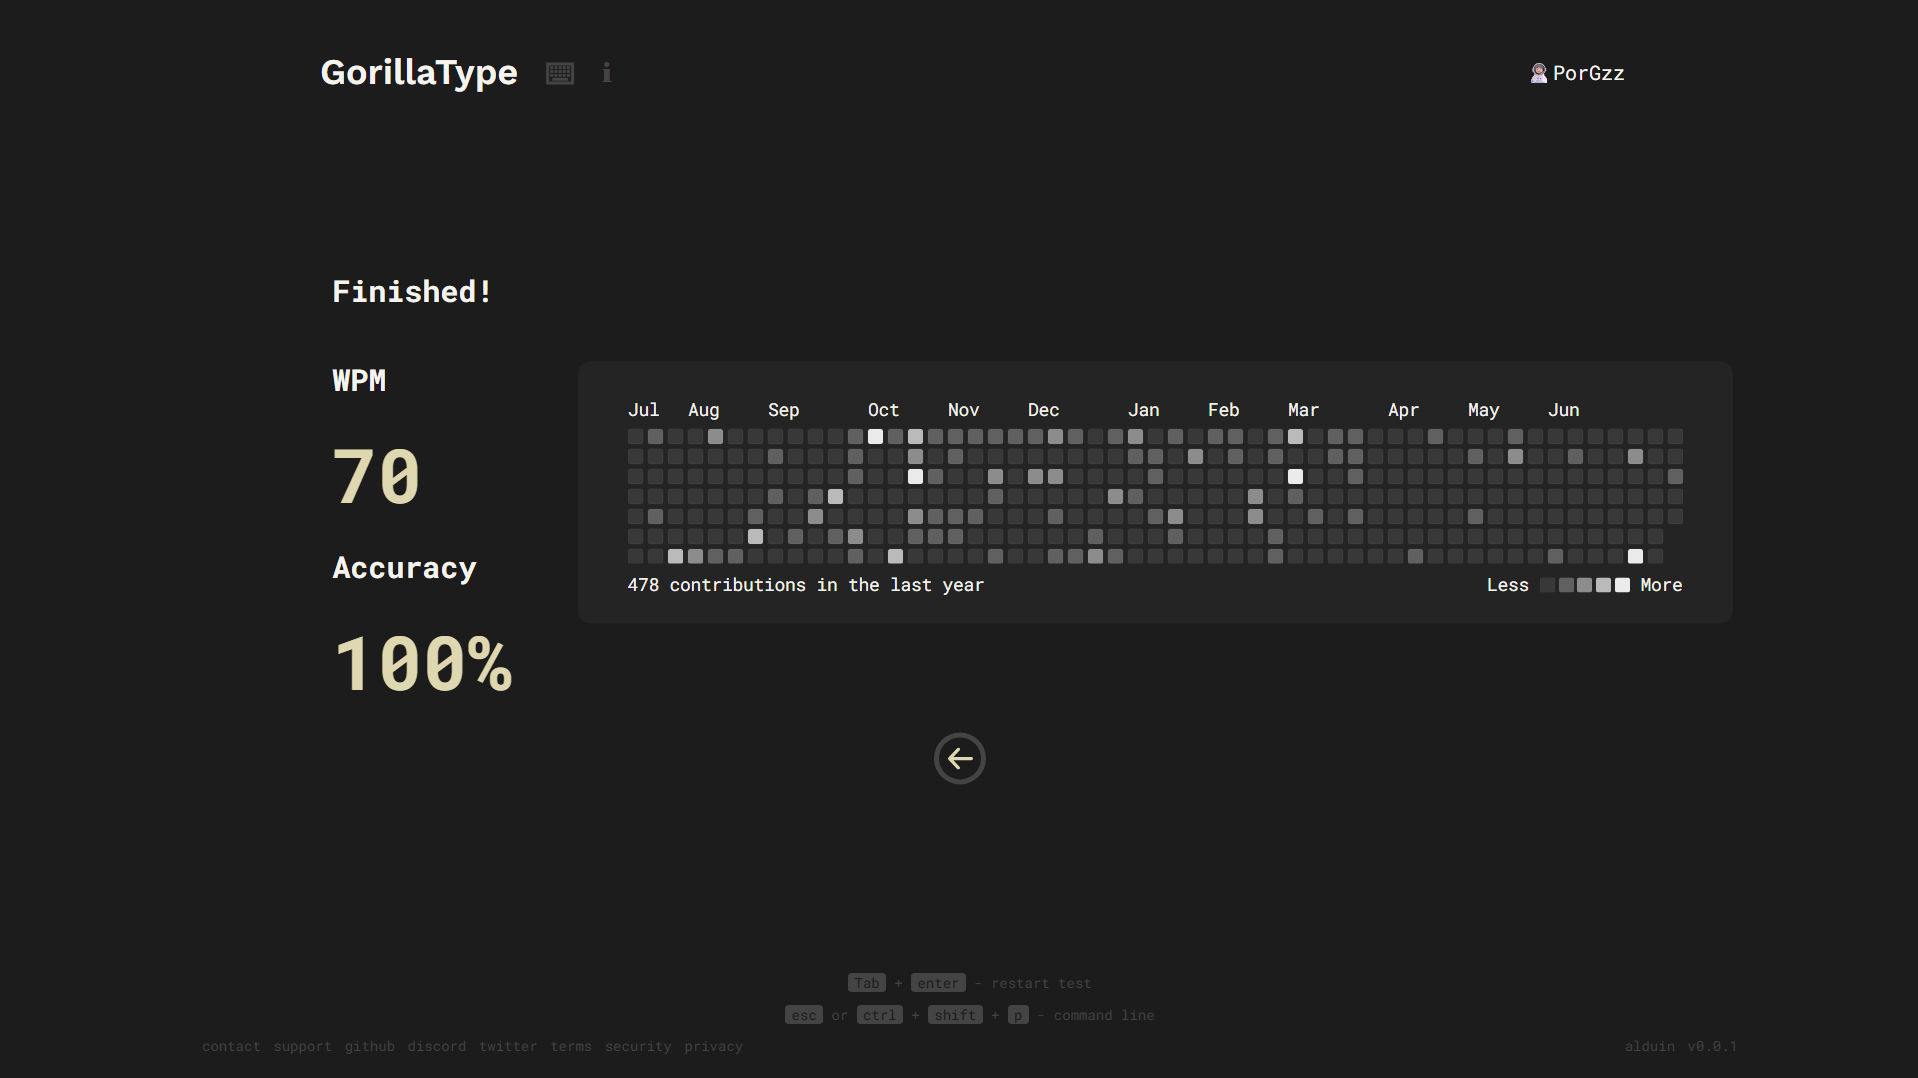 GorillaType
PorGzz
Finished!
WPM
70
Accuracy
100%
Jul Aug Sep Oct Nov Dec Jan Feb Mar Apr May Jun
478 contributions in the last year
Less More
Tab + enter - restart test
esc or ctrl + shift + p - command line
contact support github discord twitter terms security privacy
alduin v0.0.1